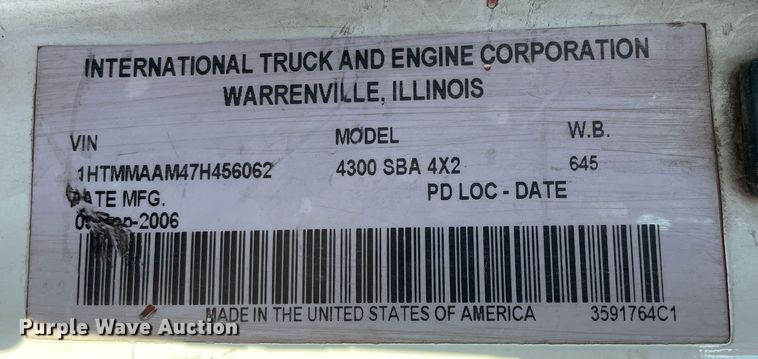 INTERNATIONAL TRUCK AND ENGINE CORPORATION
WARRENVILLE, ILLINOIS
VIN MODEL W.B.
1HTMMAAM47H456062 4300 SBA 4X2 645
DATE MFG. PD LOC - DATE
MADE IN THE UNITED STATES OF AMERICA 3591764C1
Purple Wave Auction